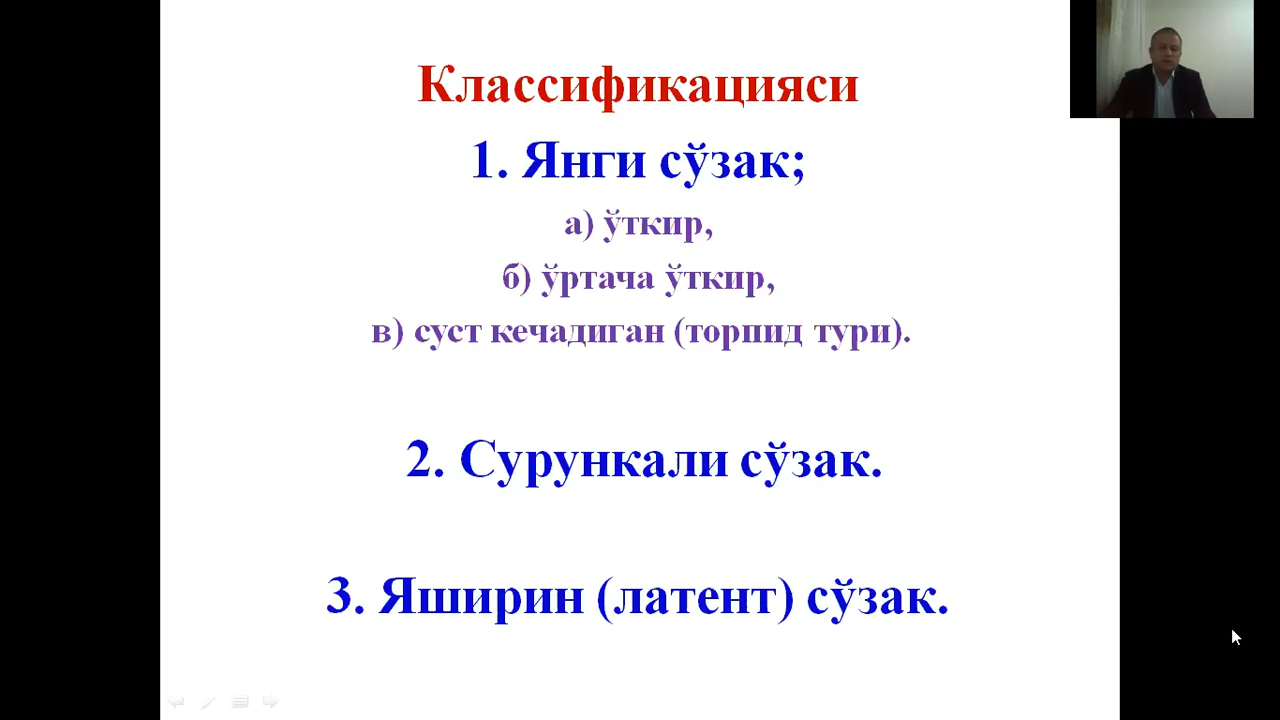 Классификацияси
1. Янги сўзак;
а) ўткир,
б) ўртача ўткир,
в) суст кечадиган (торпид тури).
2. Сурункали сўзак.
3. Яширин (латент) сўзак.